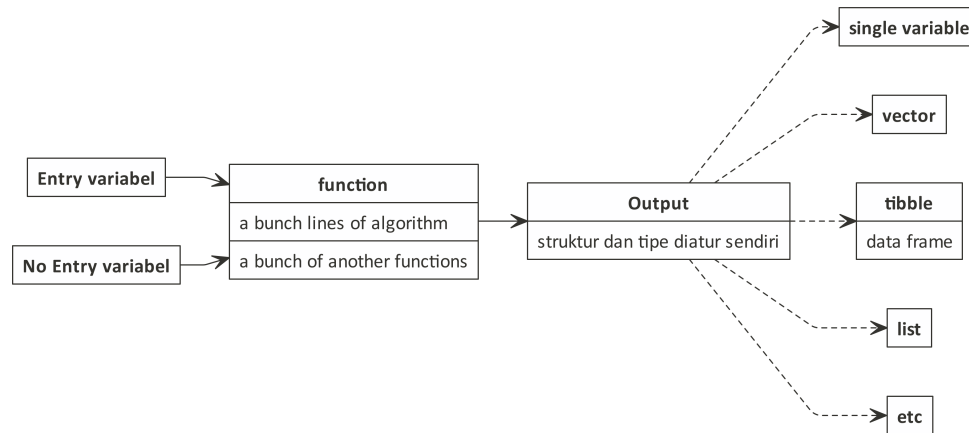 Entry variabel
No Entry variabel
function
a bunch lines of algorithm
a bunch of another functions
Output
struktur dan tipe diatur sendiri
single variable
vector
tibble
data frame
list
etc